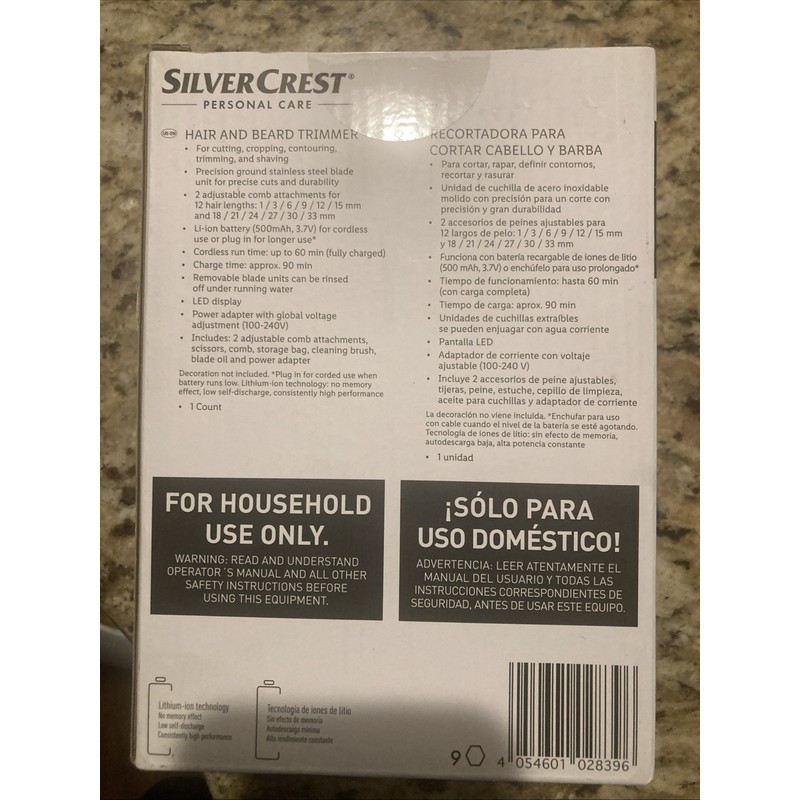 SILVERCREST®
PERSONAL CARE
US-EN
HAIR AND BEARD TRIMMER
• For cutting, cropping, contouring,
trimming, and shaving
• Precision ground stainless steel blade
unit for precise cuts and durability
• 2 adjustable comb attachments for
12 hair lengths: 1 / 3 / 6 / 9 / 12 / 15 mm
and 18 / 21 / 24 / 27 / 30 / 33 mm
• Li-ion battery (500mAh, 3.7V) for cordless
use or plug in for longer use*
• Cordless run time: up to 60 min (fully charged)
• Charge time: approx. 90 min
• Removable blade units can be rinsed
off under running water
• LED display
• Power adapter with global voltage
adjustment (100-240V)
• Includes: 2 adjustable comb attachments,
scissors, comb, storage bag, cleaning brush,
blade oil and power adapter
Decoration not included. *Plug in for corded use when
battery runs low. Lithium-ion technology: no memory
effect, low self-discharge, consistently high performance
• 1 Count
RECORTADORA PARA
CORTAR CABELLO Y BARBA
• Para cortar, rapar, definir contornos,
recortar y rasurar
• Unidad de cuchilla de acero inoxidable
molido con precisión para un corte con
precisión y gran durabilidad
• 2 accesorios de peines ajustables para
12 largos de pelo: 1 / 3 / 6 / 9 / 12 / 15 mm
y 18 / 21 / 24 / 27 / 30 / 33 mm
• Funciona con batería recargable de iones de litio
(500 mAh, 3.7V) o enchúfelo para uso prolongado*
• Tiempo de funcionamiento: hasta 60 min
(con carga completa)
• Tiempo de carga: aprox. 90 min
• Unidades de cuchillas extraíbles
se pueden enjuagar con agua corriente
• Pantalla LED
• Adaptador de corriente con voltaje
ajustable (100-240 V)
• Incluye 2 accesorios de peine ajustables,
tijeras, peine, estuche, cepillo de limpieza,
aceite para cuchillas y adaptador de corriente
La decoración no viene incluida. *Enchufar para uso
con cable cuando el nivel de la batería se esté agotando.
Tecnología de iones de litio: sin efecto de memoria,
autodescarga baja, alta potencia constante
• 1 unidad
FOR HOUSEHOLD
USE ONLY.
WARNING: READ AND UNDERSTAND
OPERATOR´S MANUAL AND ALL OTHER
SAFETY INSTRUCTIONS BEFORE
USING THIS EQUIPMENT.
¡SÓLO PARA
USO DOMÉSTICO!
ADVERTENCIA: LEER ATENTAMENTE EL
MANUAL DEL USUARIO Y TODAS LAS
INSTRUCCIONES CORRESPONDIENTES DE
SEGURIDAD, ANTES DE USAR ESTE EQUIPO.
Lithium-ion technology
No memory effect
Low self-discharge
Consistently high performance
Tecnología de iones de litio
Sin efecto de memoria
Autodescarga mínima
Alto rendimiento constante
9
4 054601 028396